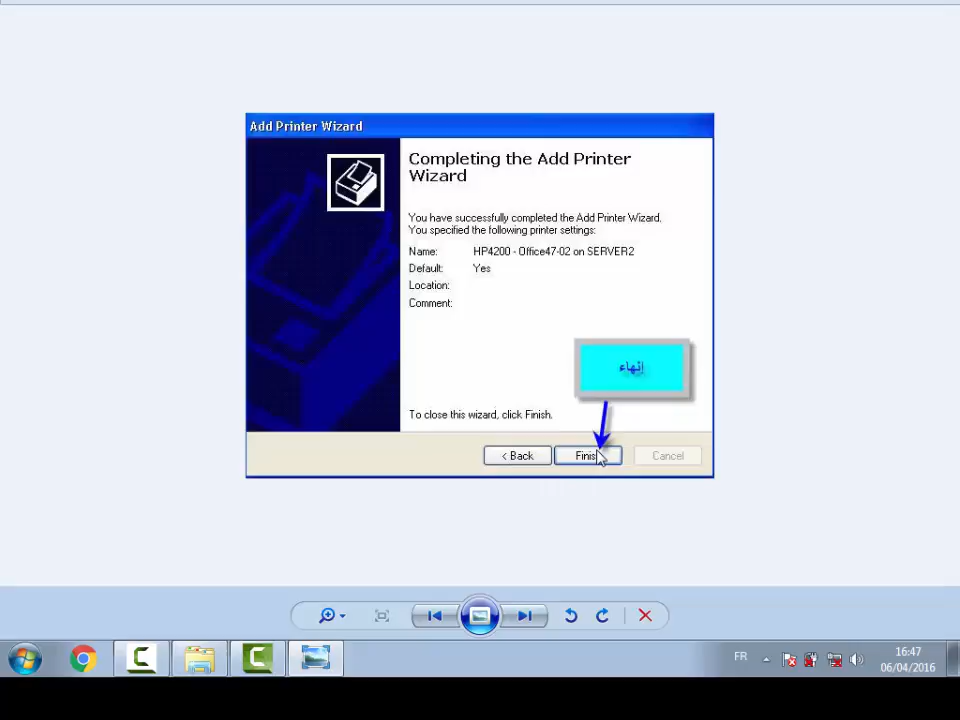 Add Printer Wizard
Completing the Add Printer
Wizard
You have successfully completed the Add Printer Wizard.
You specified the following printer settings:
Name: HP4200 - Office47-02 on SERVER2
Default: Yes
Location:
Comment:
إنهاء
To close this wizard, click Finish.
< Back Finis Cancel
FR 16:47
06/04/2016